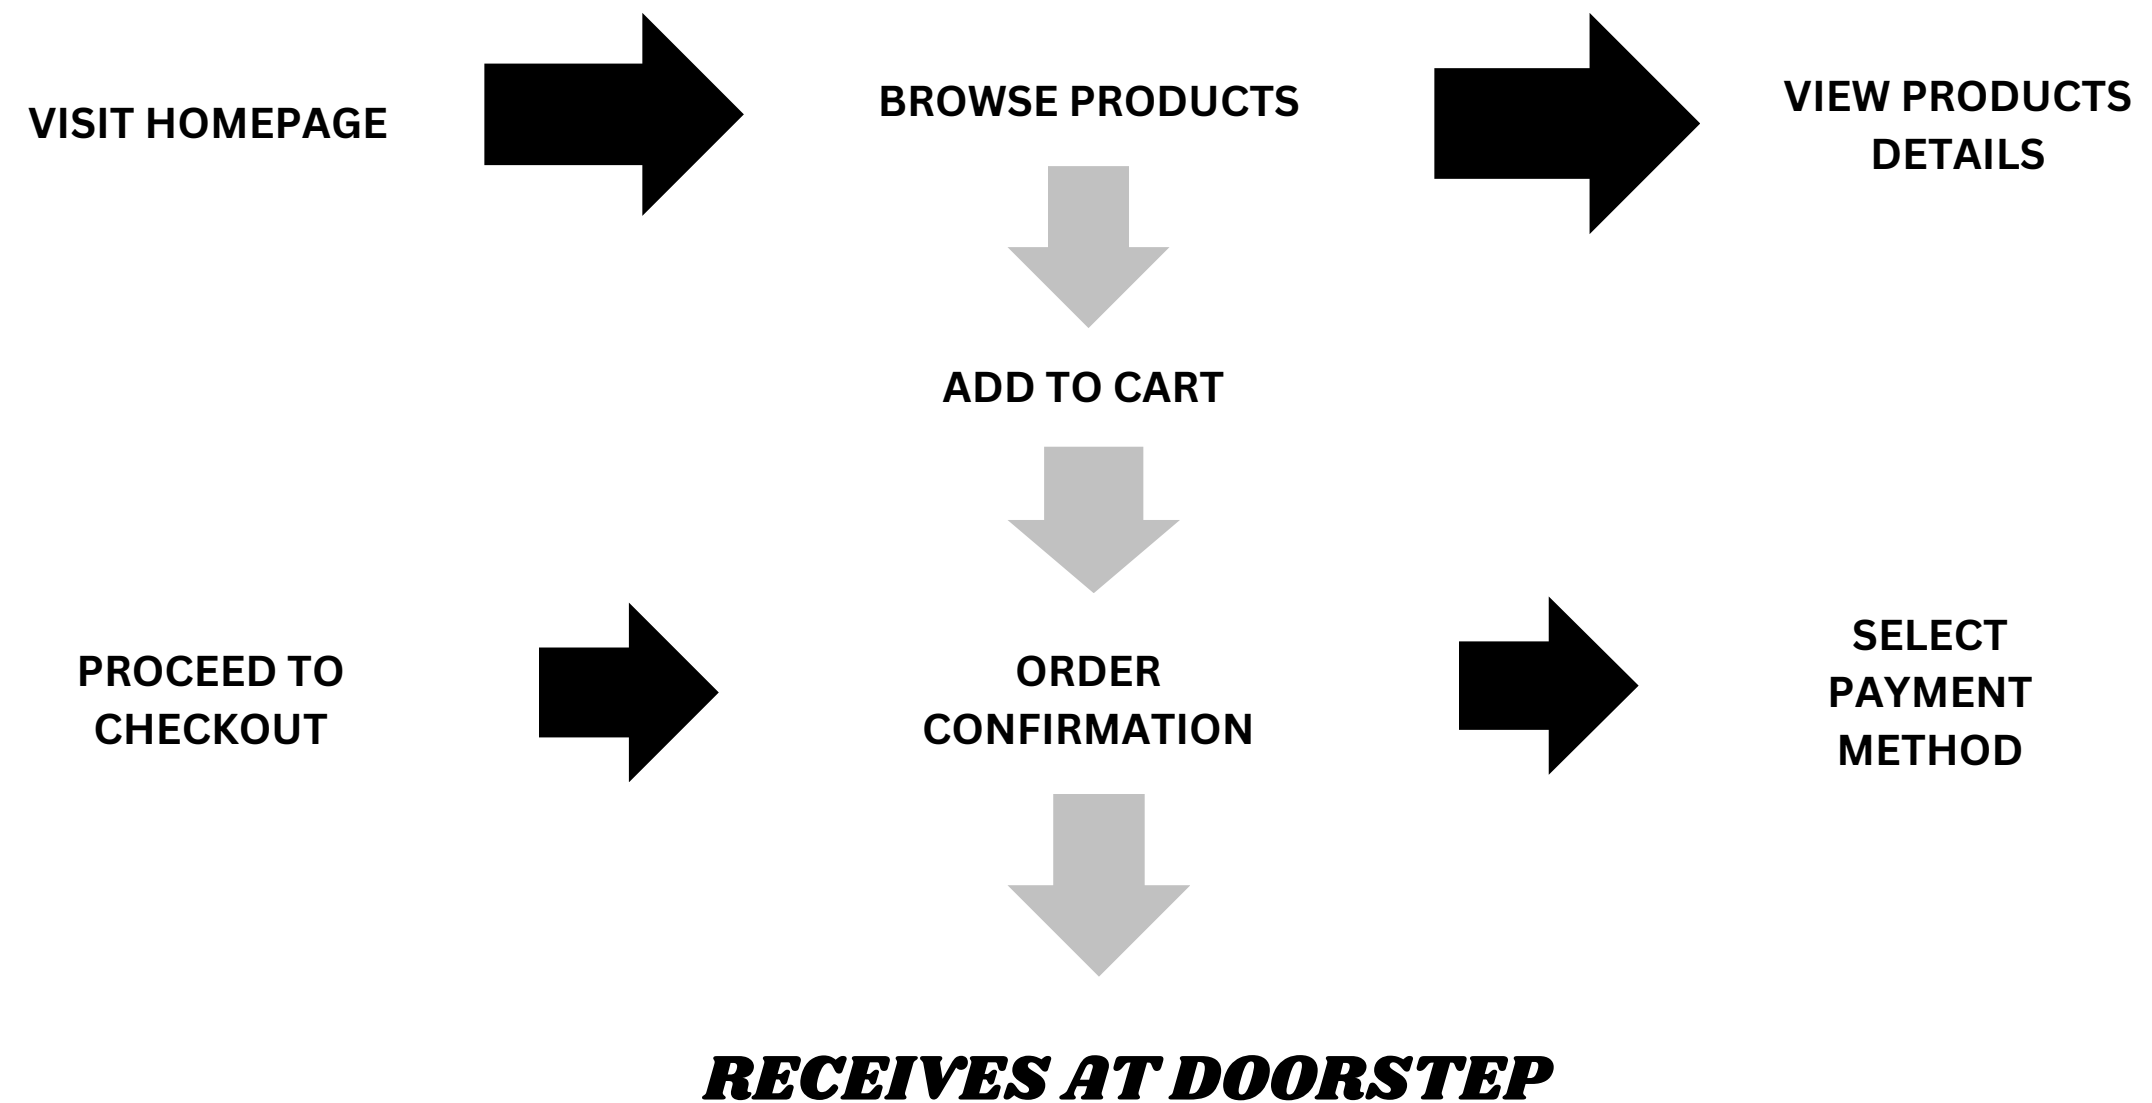 VISIT HOMEPAGE
BROWSE PRODUCTS
VIEW PRODUCTS
DETAILS
ADD TO CART
PROCEED TO
CHECKOUT
ORDER
CONFIRMATION
SELECT
PAYMENT
METHOD
RECEIVES AT DOORSTEP